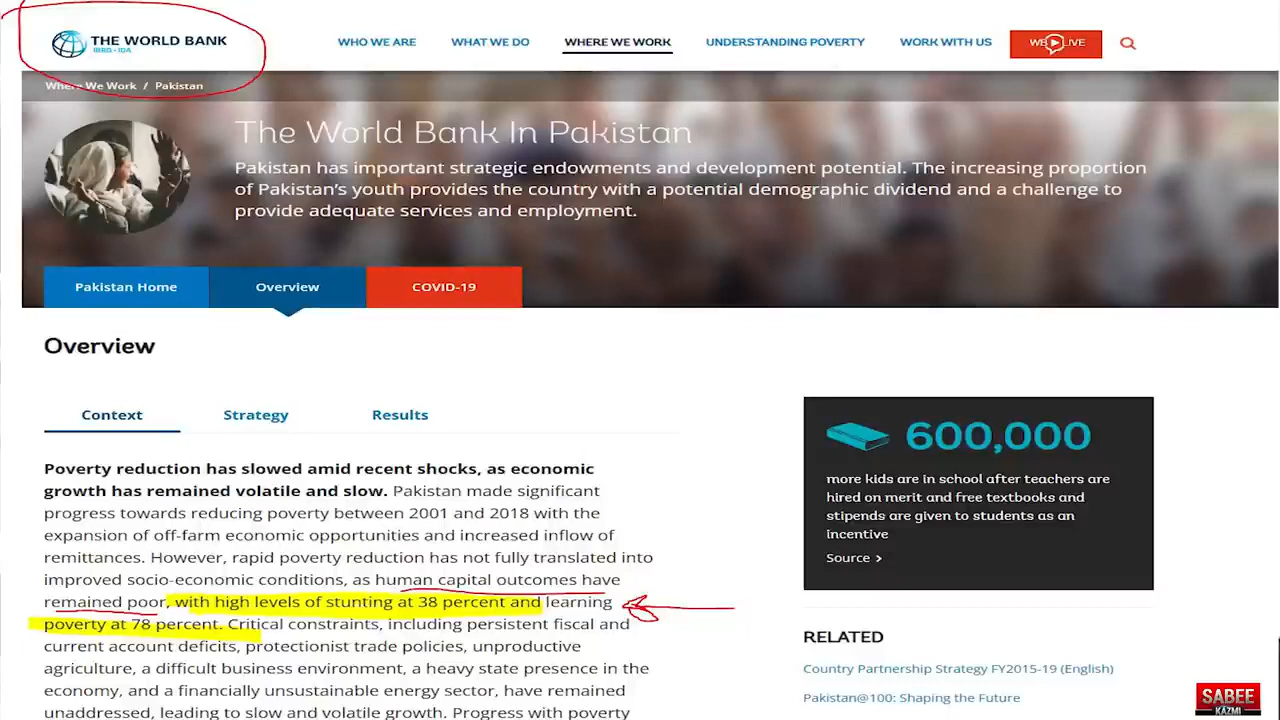 THE WORLD BANK
IBRD • IDA
WHO WE ARE
WHAT WE DO
WHERE WE WORK
UNDERSTANDING POVERTY
WORK WITH US
Where We Work / Pakistan
The World Bank In Pakistan
Pakistan has important strategic endowments and development potential. The increasing proportion
of Pakistan's youth provides the country with a potential demographic dividend and a challenge to
provide adequate services and employment.
Pakistan Home
Overview
COVID-19
Overview
Context
Strategy
Results
Poverty reduction has slowed amid recent shocks, as economic
growth has remained volatile and slow. Pakistan made significant
progress towards reducing poverty between 2001 and 2018 with the
expansion of off-farm economic opportunities and increased inflow of
remittances. However, rapid poverty reduction has not fully translated into
improved socio-economic conditions, as human capital outcomes have
remained poor, with high levels of stunting at 38 percent and learning
poverty at 78 percent. Critical constraints, including persistent fiscal and
current account deficits, protectionist trade policies, unproductive
agriculture, a difficult business environment, a heavy state presence in the
economy, and a financially unsustainable energy sector, have remained
unaddressed, leading to slow and volatile growth. Progress with poverty
600,000
more kids are in school after teachers are
hired on merit and free textbooks and
stipends are given to students as an
incentive
Source >
RELATED
Country Partnership Strategy FY2015-19 (English)
Pakistan@100: Shaping the Future
SABEE
KAZMI